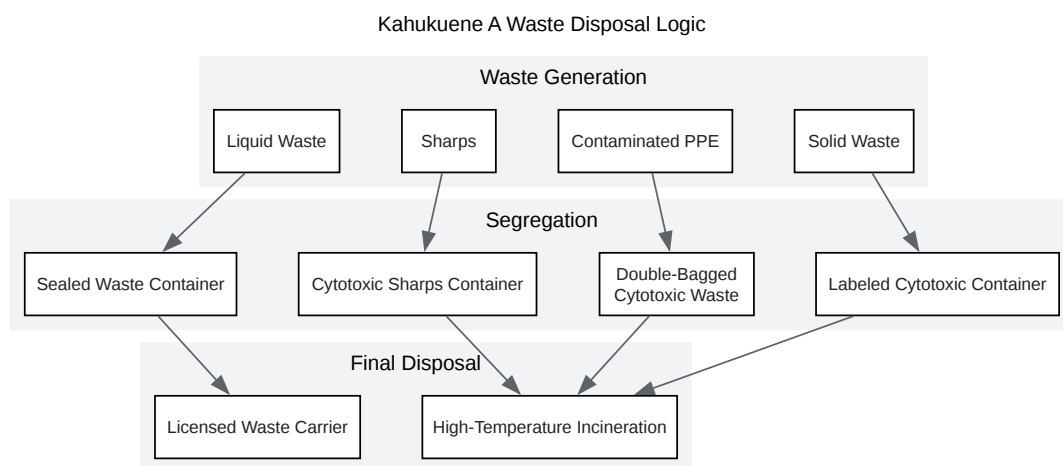 Kahukuene A Waste Disposal Logic
Waste Generation
Liquid Waste
Sharps
Contaminated PPE
Solid Waste
Segregation
Sealed Waste Container
Cytotoxic Sharps Container
Double-Bagged
Cytotoxic Waste
Labeled Cytotoxic Container
Final Disposal
Licensed Waste Carrier
High-Temperature Incineration